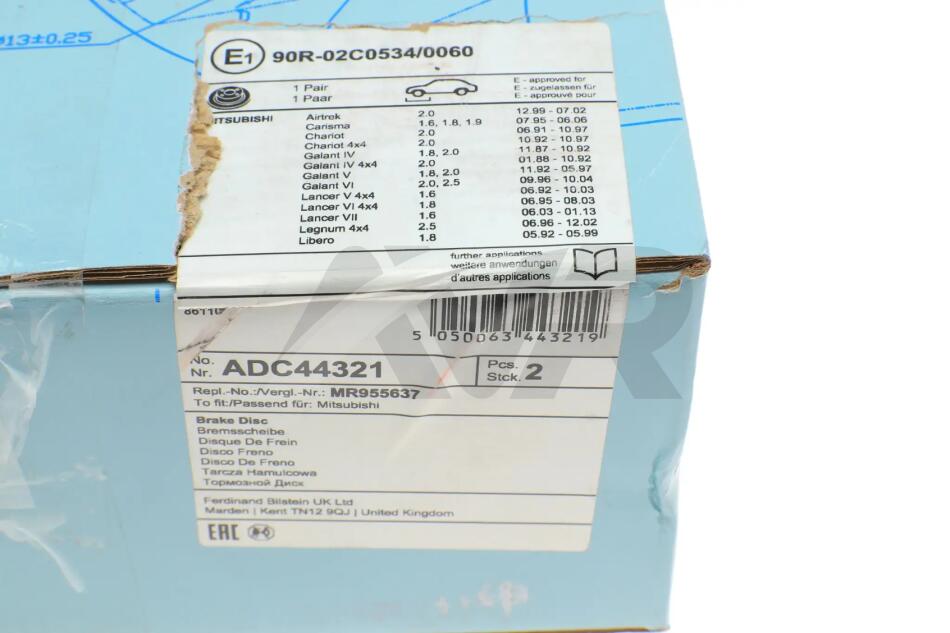 ø13±0.25
E1 90R-02C0534/0060
1 Pair
1 Paar
E - approved for
E - zugelassen für
E - approuvé pour
MITSUBISHI
Airtrek 2.0 12.99 - 07.02
Carisma 1.6, 1.8, 1.9 07.95 - 06.06
Chariot 2.0 06.91 - 10.97
Chariot 4x4 2.0 10.92 - 10.97
Galant IV 1.8, 2.0 11.87 - 10.92
Galant IV 4x4 2.0 01.88 - 10.92
Galant V 1.8, 2.0 11.92 - 05.97
Galant VI 2.0, 2.5 09.96 - 10.04
Lancer V 4x4 1.6 06.92 - 10.03
Lancer VI 4x4 1.8 06.95 - 08.03
Lancer VII 1.6 06.03 - 01.13
Legnum 4x4 2.5 06.96 - 12.02
Libero 1.8 05.92 - 05.99
further applications
weitere anwendungen
d'autres applications
5 050063 443219
No.
Nr. ADC44321
Pcs.
Stck. 2
Repl.-No.:/Vergl.-Nr.: MR955637
To fit:/Passend für: Mitsubishi
Brake Disc
Bremsscheibe
Disque De Frein
Disco Freno
Disco De Freno
Tarcza Hamulcowa
Тормозной Диск
Ferdinand Bilstein UK Ltd
Marden | Kent TN12 9QJ | United Kingdom
EAC